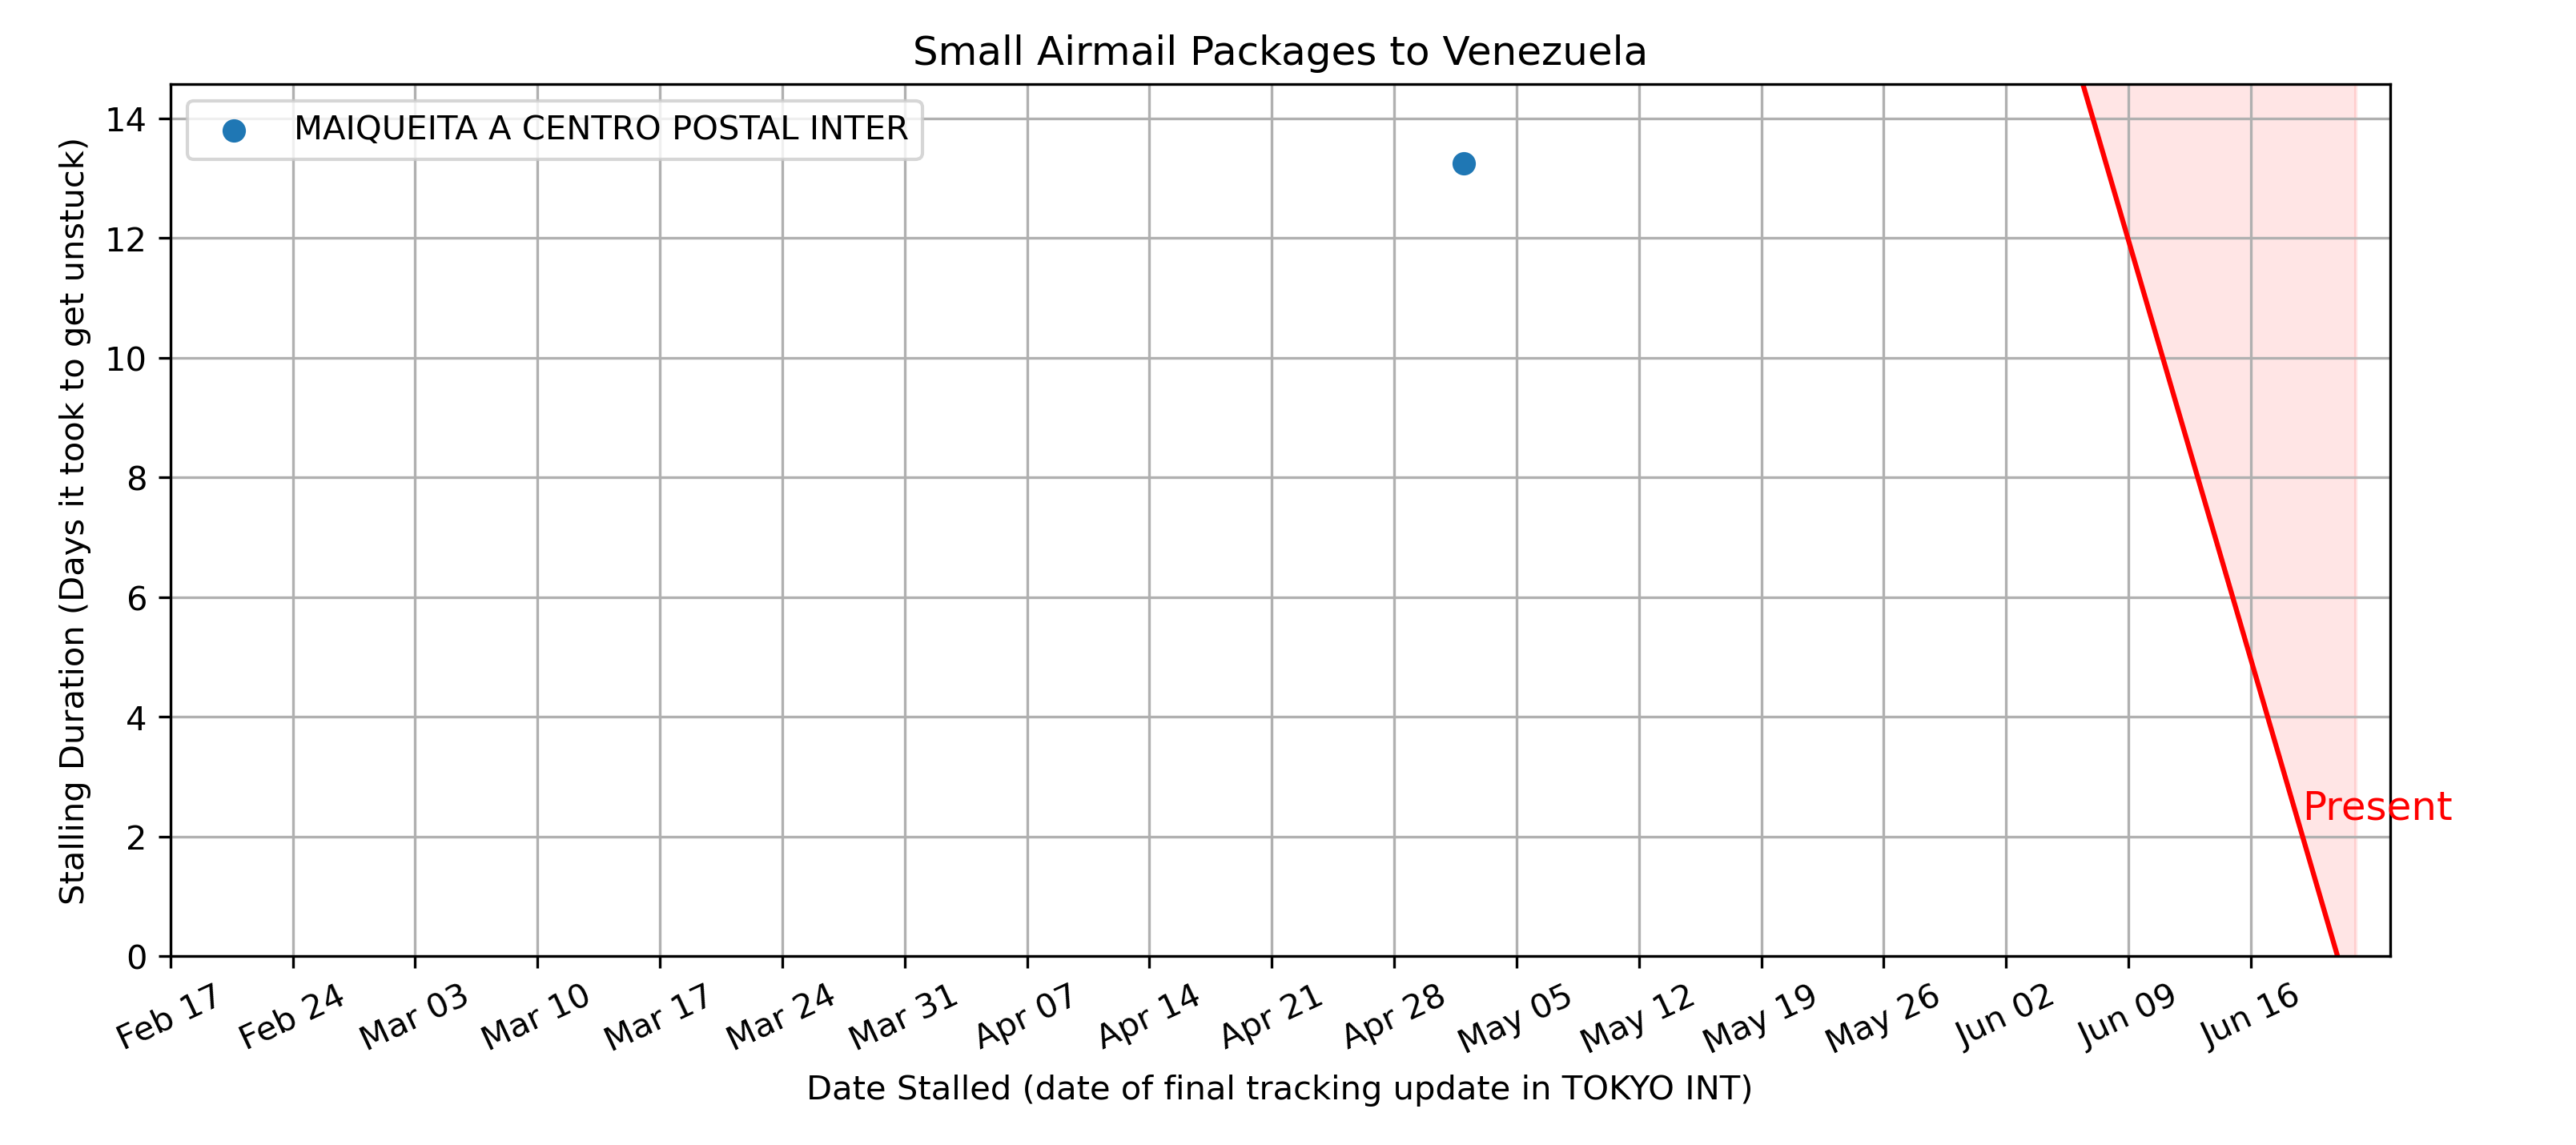 Small Airmail Packages to Venezuela
MAIQUEITA A CENTRO POSTAL INTER
Stalling Duration (Days it took to get unstuck)
14
12
10
8
6
4
2
0
Present
Feb 17 Feb 24 Mar 03 Mar 10 Mar 17 Mar 24 Mar 31 Apr 07 Apr 14 Apr 21 Apr 28 May 05 May 12 May 19 May 26 Jun 02 Jun 09 Jun 16
Date Stalled (date of final tracking update in TOKYO INT)